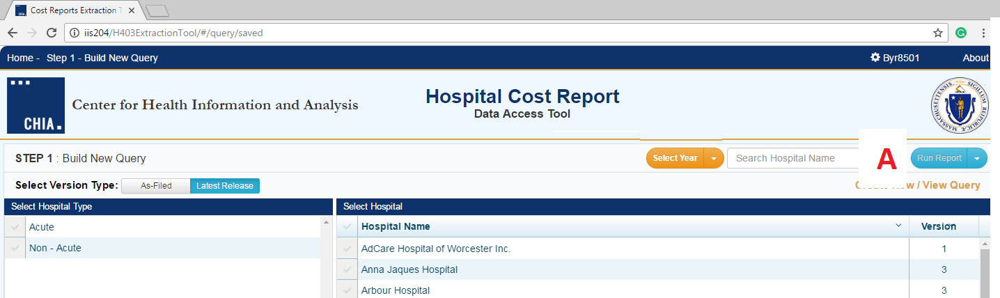 Cost Reports Extraction T
iis204/H403ExtractionTool/#/query/saved
Home - Step 1 - Build New Query Byr8501 About
CHIA. Center for Health Information and Analysis
Hospital Cost Report
Data Access Tool
STEP 1 : Build New Query Select Year Search Hospital Name A Run Report
Select Version Type: As-Filed Latest Release / View Query
Select Hospital Type Select Hospital
Acute Hospital Name Version
Non - Acute AdCare Hospital of Worcester Inc. 1
Anna Jaques Hospital 3
Arbour Hospital 3